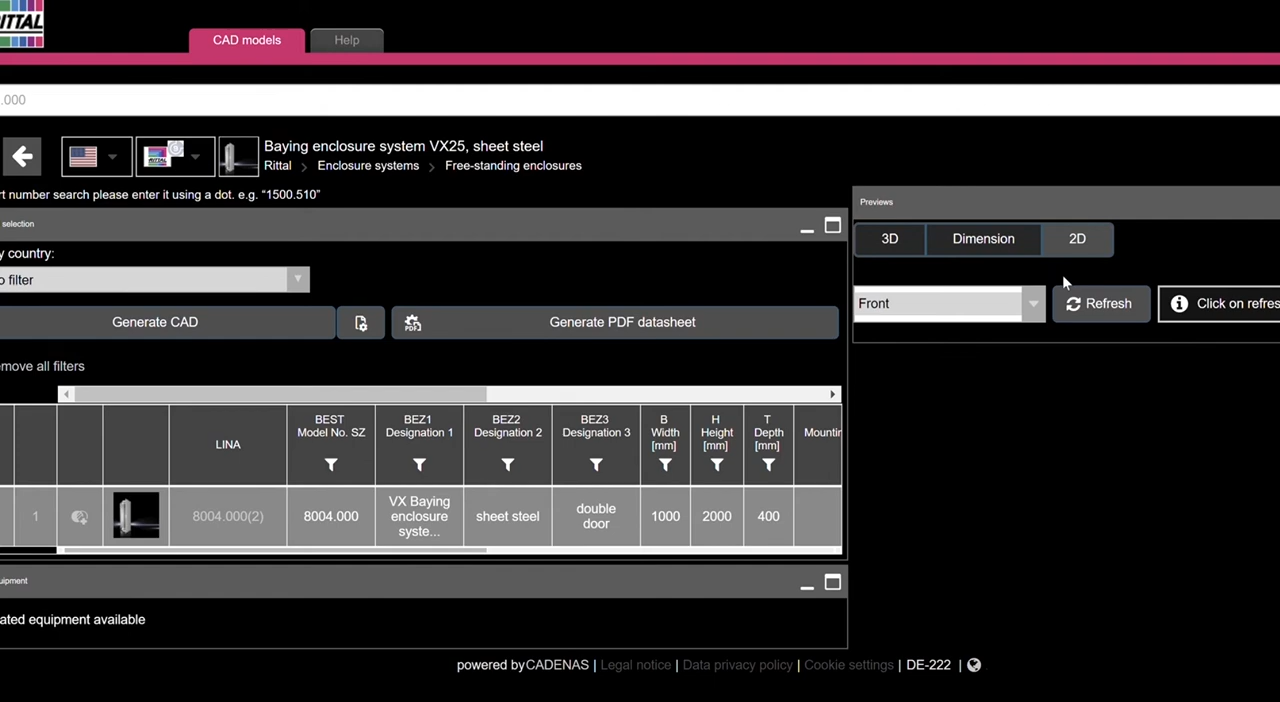 RITTAL
CAD models
Help
.000
Baying enclosure system VX25, sheet steel
Rittal > Enclosure systems > Free-standing enclosures
rt number search please enter it using a dot. e.g. “1500.510”
selection
Previews
3D
Dimension
2D
y country:
o filter
Front
Refresh
Click on refres
Generate CAD
PDF
Generate PDF datasheet
move all filters
LINA
BEST
Model No. SZ
BEZ1
Designation 1
BEZ2
Designation 2
BEZ3
Designation 3
B
Width
[mm]
H
Height
[mm]
T
Depth
[mm]
Mountin
1
8004.000(2)
8004.000
VX Baying
enclosure
syste...
sheet steel
double
door
1000
2000
400
uipment
ated equipment available
powered byCADENAS | Legal notice | Data privacy policy | Cookie settings | DE-222 |